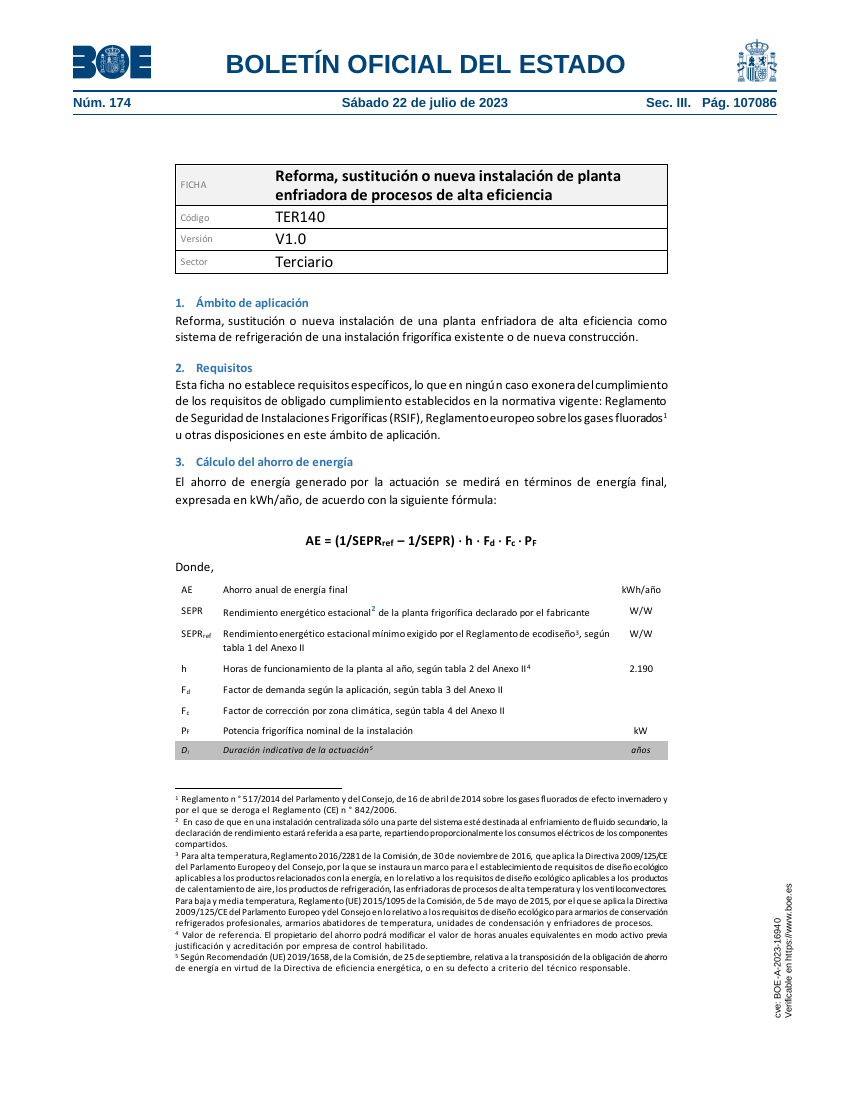 BOE
BOLETÍN OFICIAL DEL ESTADO
Núm. 174
Sábado 22 de julio de 2023
Sec. III. Pág. 107086
FICHA
Reforma, sustitución o nueva instalación de planta
enfriadora de procesos de alta eficiencia
Código
TER140
Versión
V1.0
Sector
Terciario
1. Ámbito de aplicación
Reforma, sustitución o nueva instalación de una planta enfriadora de alta eficiencia como
sistema de refrigeración de una instalación frigorífica existente o de nueva construcción.
2. Requisitos
Esta ficha no establece requisitos específicos, lo que en ningún caso exonera del cumplimiento
de los requisitos de obligado cumplimiento establecidos en la normativa vigente: Reglamento
de Seguridad de Instalaciones Frigoríficas (RSIF), Reglamento europeo sobre los gases fluorados¹
u otras disposiciones en este ámbito de aplicación.
3. Cálculo del ahorro de energía
El ahorro de energía generado por la actuación se medirá en términos de energía final,
expresada en kWh/año, de acuerdo con la siguiente fórmula:
AE = (1/SEPRref – 1/SEPR) · h · Fd · Fc · PF
Donde,
AE Ahorro anual de energía final kWh/año
SEPR Rendimiento energético estacional² de la planta frigorífica declarado por el fabricante W/W
SEPRref Rendimiento energético estacional mínimo exigido por el Reglamento de ecodiseño³, según W/W
tabla 1 del Anexo II
h Horas de funcionamiento de la planta al año, según tabla 2 del Anexo II⁴ 2.190
Fd Factor de demanda según la aplicación, según tabla 3 del Anexo II
Fc Factor de corrección por zona climática, según tabla 4 del Anexo II
PF Potencia frigorífica nominal de la instalación kW
Di Duración indicativa de la actuación⁵ años
¹ Reglamento n ° 517/2014 del Parlamento y del Consejo, de 16 de abril de 2014 sobre los gases fluorados de efecto invernadero y
por el que se deroga el Reglamento (CE) n ° 842/2006.
² En caso de que en una instalación centralizada sólo una parte del sistema esté destinada al enfriamiento de fluido secundario, la
declaración de rendimiento estará referida a esa parte, repartiendo proporcionalmente los consumos eléctricos de los componentes
compartidos.
³ Para alta temperatura, Reglamento 2016/2281 de la Comisión, de 30 de noviembre de 2016, que aplica la Directiva 2009/125/CE
del Parlamento Europeo y del Consejo, por la que se instaura un marco para el establecimiento de requisitos de diseño ecológico
aplicables a los productos relacionados con la energía, en lo relativo a los requisitos de diseño ecológico aplicables a los productos
de calentamiento de aire, los productos de refrigeración, las enfriadoras de procesos de alta temperatura y los ventiloconvectores.
Para baja y media temperatura, Reglamento (UE) 2015/1095 de la Comisión, de 5 de mayo de 2015, por el que se aplica la Directiva
2009/125/CE del Parlamento Europeo y del Consejo en lo relativo a los requisitos de diseño ecológico para armarios de conservación
refrigerados profesionales, armarios abatidores de temperatura, unidades de condensación y enfriadores de procesos.
⁴ Valor de referencia. El propietario del ahorro podrá modificar el valor de horas anuales equivalentes en modo activo previa
justificación y acreditación por empresa de control habilitado.
⁵ Según Recomendación (UE) 2019/1658, de la Comisión, de 25 de septiembre, relativa a la transposición de la obligación de ahorro
de energía en virtud de la Directiva de eficiencia energética, o en su defecto a criterio del técnico responsable.
cve: BOE-A-2023-16940
Verificable en https://www.boe.es